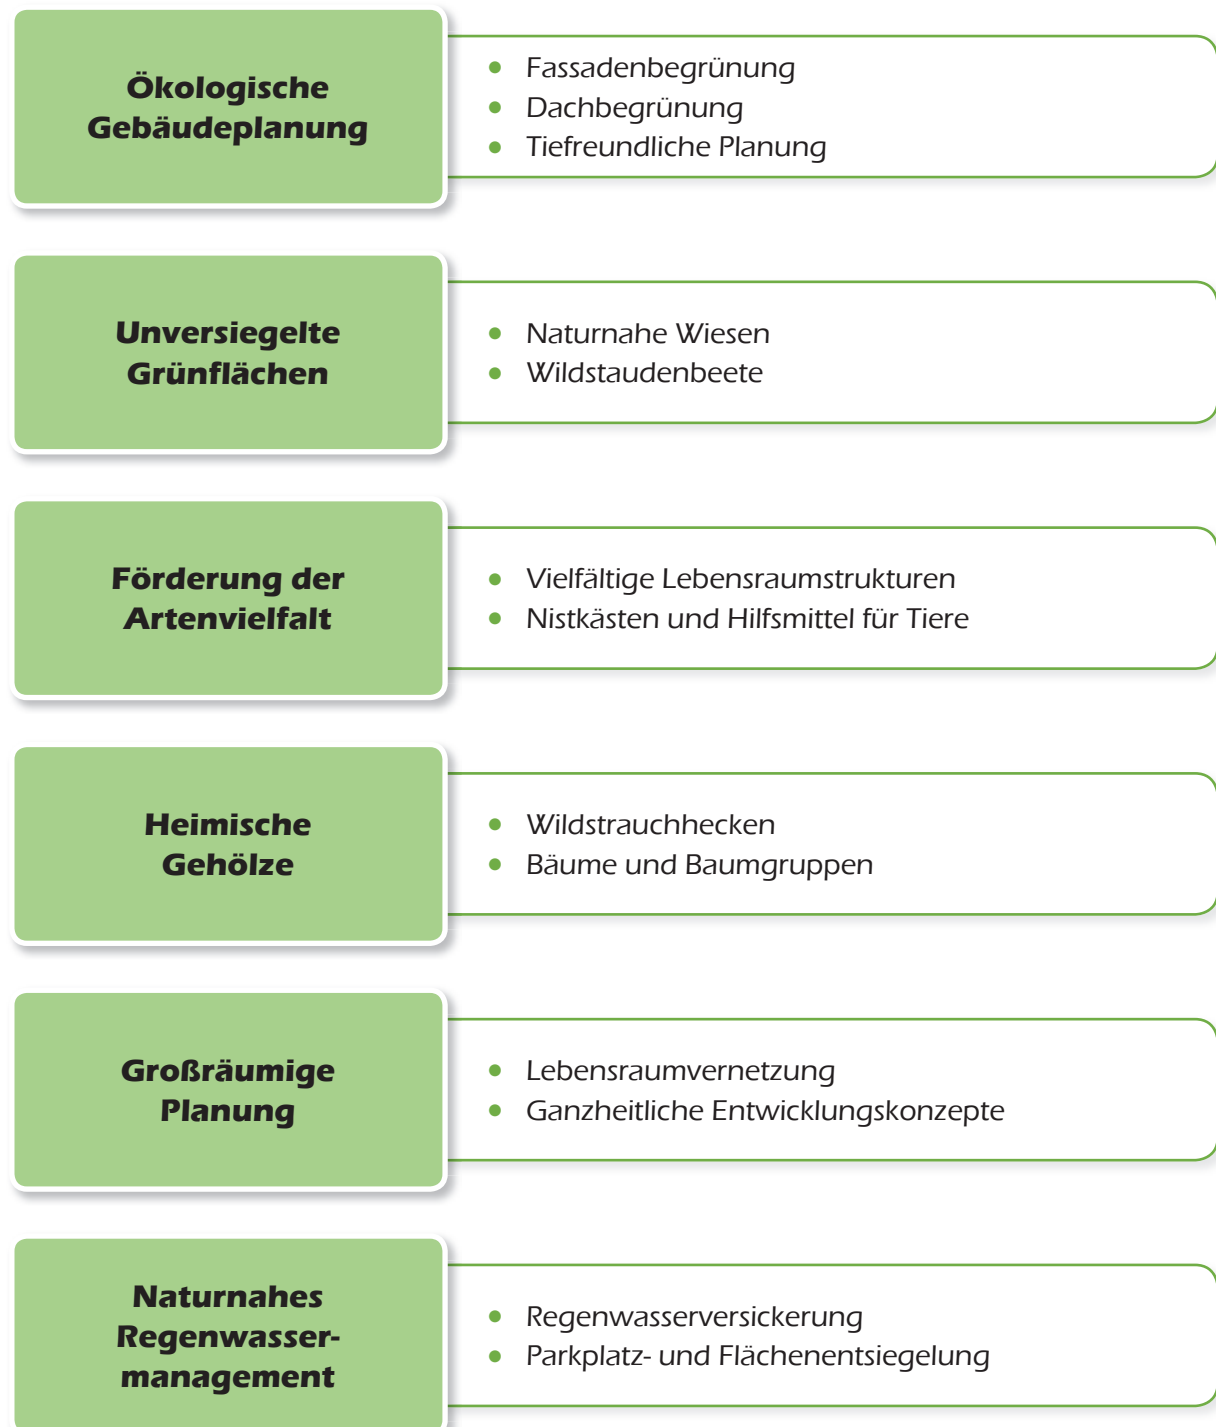 Ökologische
Gebäudeplanung
• Fassadenbegrünung
• Dachbegrünung
• Tiefreundliche Planung
Unversiegelte
Grünflächen
• Naturnahe Wiesen
• Wildstaudenbeete
Förderung der
Artenvielfalt
• Vielfältige Lebensraumstrukturen
• Nistkästen und Hilfsmittel für Tiere
Heimische
Gehölze
• Wildstrauchhecken
• Bäume und Baumgruppen
Großräumige
Planung
• Lebensraumvernetzung
• Ganzheitliche Entwicklungskonzepte
Naturnahes
Regenwasser-
management
• Regenwasserversickerung
• Parkplatz- und Flächenentsiegelung